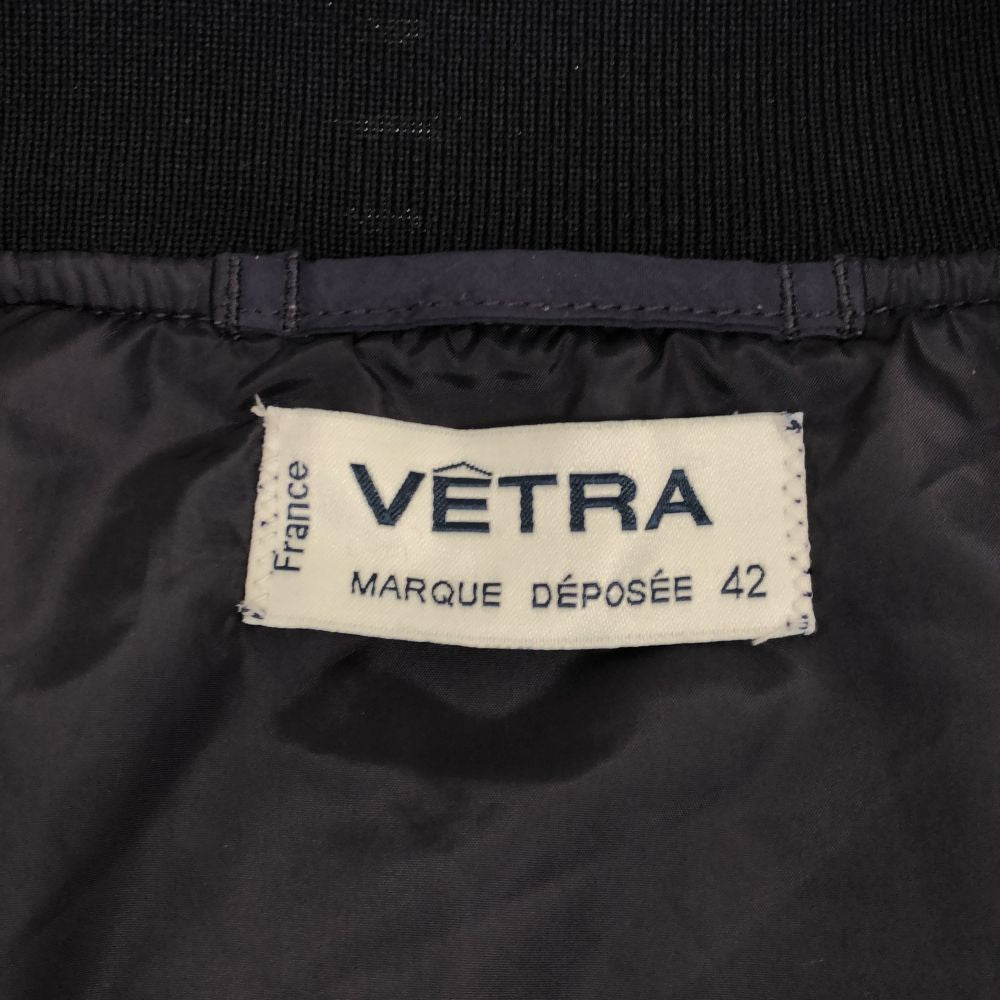 France
VÊTRA
MARQUE DÉPOSÉE 42